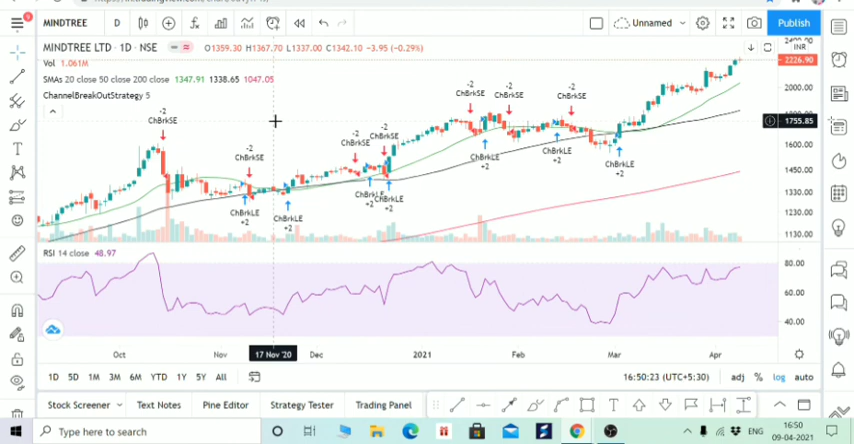 MINDTREE
D
Unnamed
Publish
MINDTREE LTD · 1D · NSE
O1359.30 H1367.70 L1337.00 C1342.10 −3.95 (−0.29%)
INR
Vol 1.061M
2226.90
SMAs 20 close 50 close 200 close 1347.91 1338.65 1047.05
2000.00
ChannelBreakOutStrategy 5
-2
ChBrkSE
-2
ChBrkSE
-2
ChBrkSE
-2
ChBrkSE
-2
ChBrkSE
-2
ChBrkSE
-2
ChBrkSE
1755.85
1600.00
1450.00
1330.00
1230.00
1130.00
ChBrkLE
+2
ChBrkLE
+2
ChBrkLE
+2
ChBrkLE
+2
ChBrkLE
+2
ChBrkLE
+2
ChBrkLE
+2
RSI 14 close 48.97
80.00
60.00
40.00
Oct Nov 17 Nov '20 Dec 2021 Feb Mar Apr
1D 5D 1M 3M 6M YTD 1Y 5Y All
16:50:23 (UTC+5:30) adj % log auto
Stock Screener Text Notes Pine Editor Strategy Tester Trading Panel
Type here to search
ENG
16:50
09-04-2021